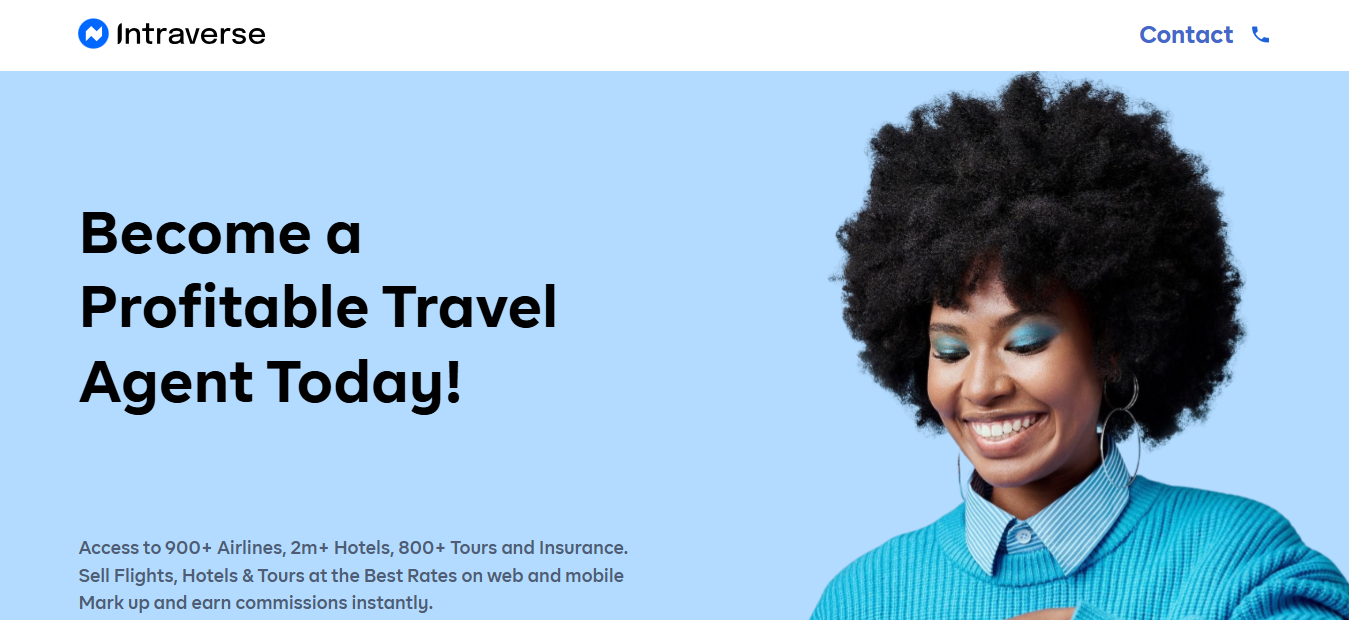 Intraverse
Contact
Become a
Profitable Travel
Agent Today!
Access to 900+ Airlines, 2m+ Hotels, 800+ Tours and Insurance.
Sell Flights, Hotels & Tours at the Best Rates on web and mobile
Mark up and earn commissions instantly.